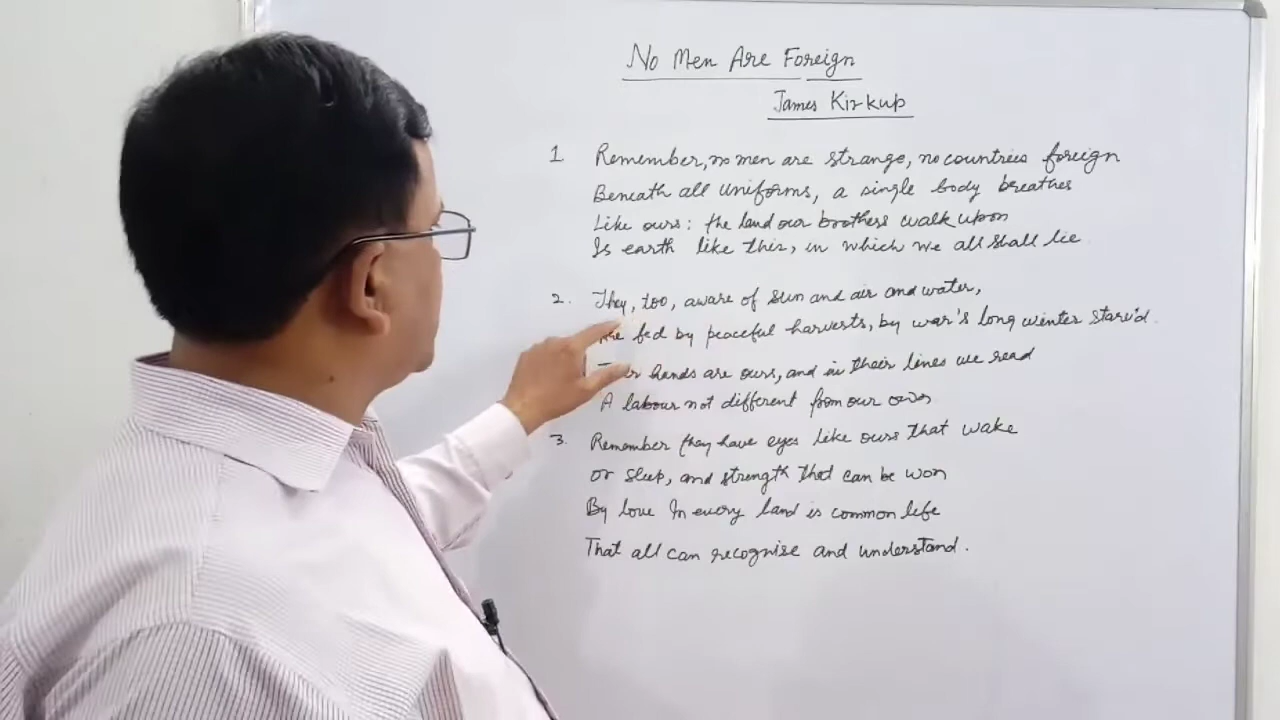 No Men Are Foreign
James Kirkup
1 Remember, no men are strange, no countries foreign
Beneath all uniforms, a single body breathes
Like ours: the land our brothers walk upon
Is earth like this, in which we all shall lie
2. They, too, aware of sun and air and water,
fed by peaceful harvests, by war's long winter starv'd.
hands are ours, and in their lines we read
A labour not different from our own
3. Remember they have eyes like ours that wake
or sleep, and strength that can be won
By love In every land is common life
That all can recognise and understand.